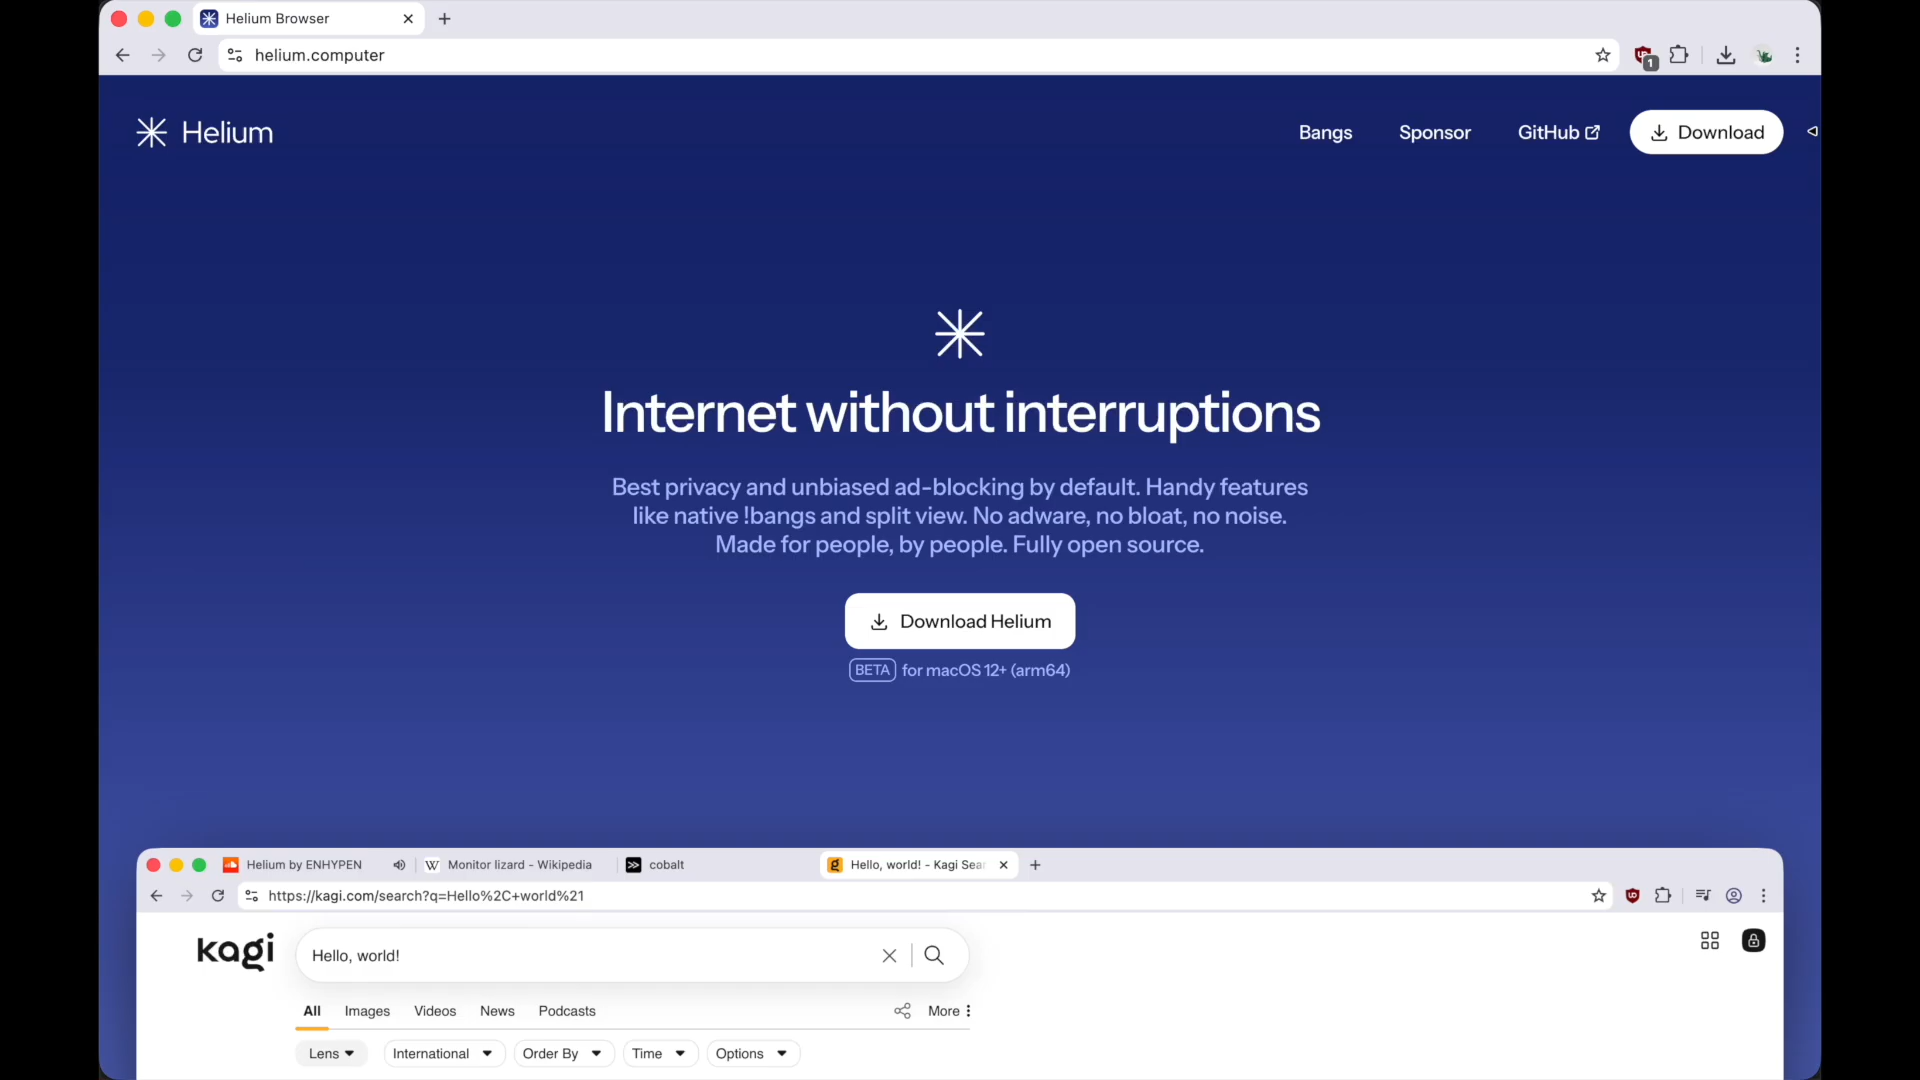 Helium Browser
helium.computer
1
Helium
Bangs
Sponsor
GitHub
Download
Internet without interruptions
Best privacy and unbiased ad-blocking by default. Handy features
like native !bangs and split view. No adware, no bloat, no noise.
Made for people, by people. Fully open source.
Download Helium
BETA for macOS 12+ (arm64)
Helium by ENHYPEN
Monitor lizard - Wikipedia
cobalt
Hello, world! - Kagi Sear
https://kagi.com/search?q=Hello%2C+world%21
kagi
Hello, world!
All
Images
Videos
News
Podcasts
More
Lens
International
Order By
Time
Options